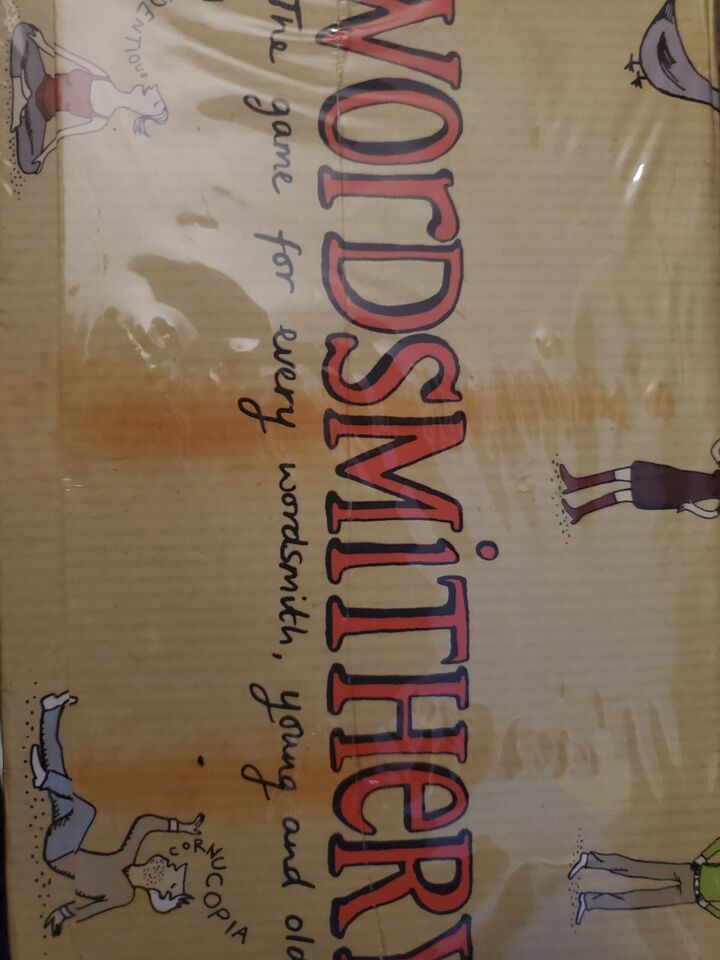 WORDSMiTHeRY
The game for every wordsmith, young and old
CORNUCOPIA